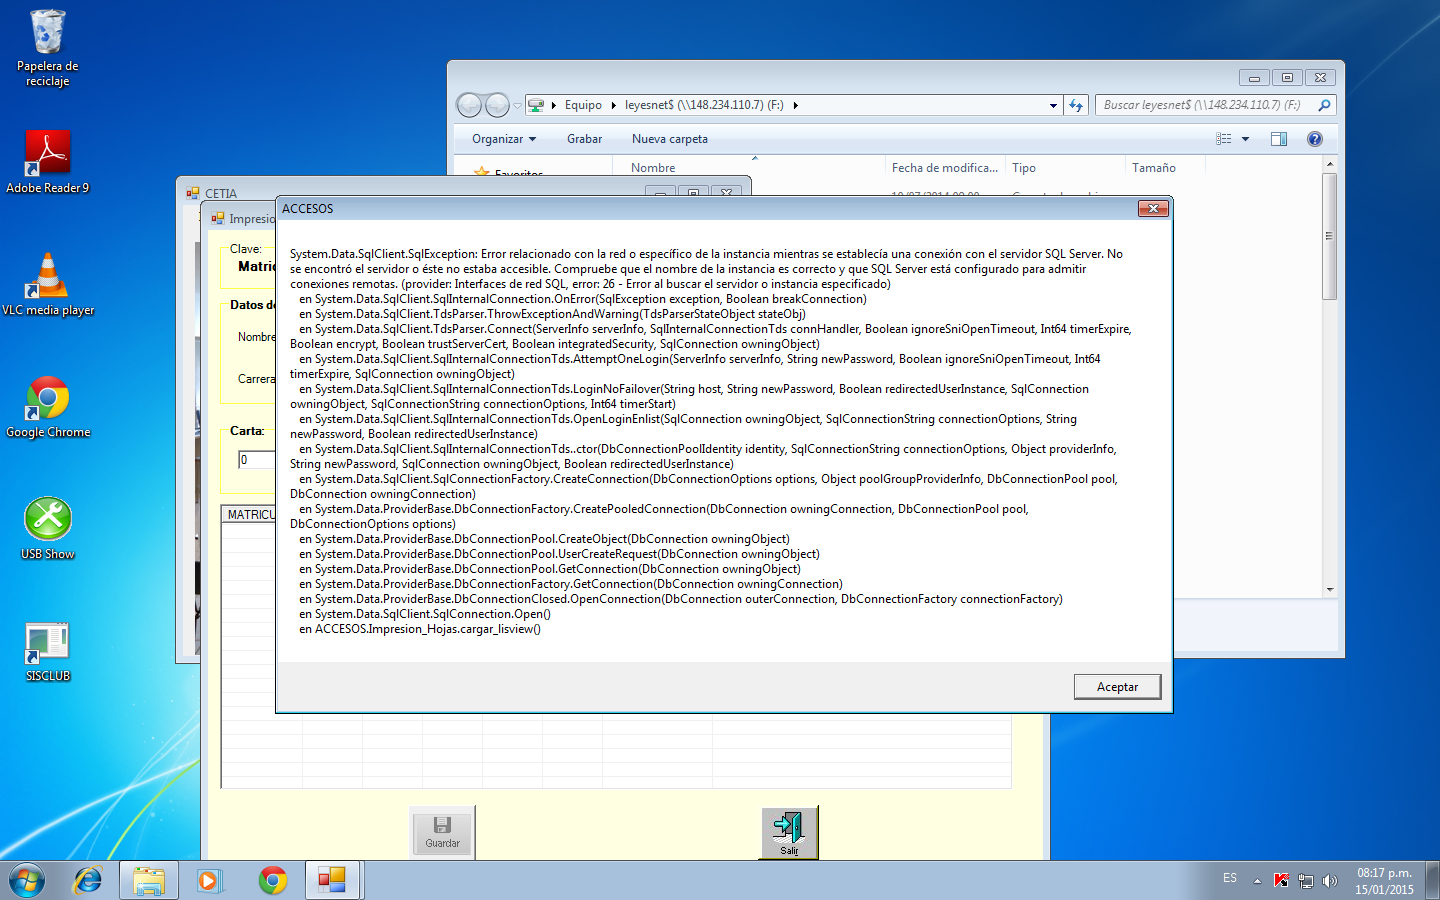 Papelera de
reciclaje
Adobe Reader 9
VLC media player
Google Chrome
USB Show
SISCLUB
Equipo
leyesnet$ (\\148.234.110.7) (F:)
Buscar leyesnet$ (\\148.234.110.7) (F:)
Organizar
Grabar
Nueva carpeta
Favoritos
Nombre
Fecha de modifica...
Tipo
Tamaño
CETIA
Impresio
Clave:
Matric
Datos de
Nombre
Carrera
Carta:
0
MATRICU
Guardar
Salir
ACCESOS
System.Data.SqlClient.SqlException: Error relacionado con la red o específico de la instancia mientras se establecía una conexión con el servidor SQL Server. No
se encontró el servidor o éste no estaba accesible. Compruebe que el nombre de la instancia es correcto y que SQL Server está configurado para admitir
conexiones remotas. (provider: Interfaces de red SQL, error: 26 - Error al buscar el servidor o instancia especificado)
en System.Data.SqlClient.SqlInternalConnection.OnError(SqlException exception, Boolean breakConnection)
en System.Data.SqlClient.TdsParser.ThrowExceptionAndWarning(TdsParserStateObject stateObj)
en System.Data.SqlClient.TdsParser.Connect(ServerInfo serverInfo, SqlInternalConnectionTds connHandler, Boolean ignoreSniOpenTimeout, Int64 timerExpire,
Boolean encrypt, Boolean trustServerCert, Boolean integratedSecurity, SqlConnection owningObject)
en System.Data.SqlClient.SqlInternalConnectionTds.AttemptOneLogin(ServerInfo serverInfo, String newPassword, Boolean ignoreSniOpenTimeout, Int64
timerExpire, SqlConnection owningObject)
en System.Data.SqlClient.SqlInternalConnectionTds.LoginNoFailover(String host, String newPassword, Boolean redirectedUserInstance, SqlConnection
owningObject, SqlConnectionString connectionOptions, Int64 timerStart)
en System.Data.SqlClient.SqlInternalConnectionTds.OpenLoginEnlist(SqlConnection owningObject, SqlConnectionString connectionOptions, String
newPassword, Boolean redirectedUserInstance)
en System.Data.SqlClient.SqlInternalConnectionTds..ctor(DbConnectionPoolIdentity identity, SqlConnectionString connectionOptions, Object providerInfo,
String newPassword, SqlConnection owningObject, Boolean redirectedUserInstance)
en System.Data.SqlClient.SqlConnectionFactory.CreateConnection(DbConnectionOptions options, Object poolGroupProviderInfo, DbConnectionPool pool,
DbConnection owningConnection)
en System.Data.ProviderBase.DbConnectionFactory.CreatePooledConnection(DbConnection owningConnection, DbConnectionPool pool,
DbConnectionOptions options)
en System.Data.ProviderBase.DbConnectionPool.CreateObject(DbConnection owningObject)
en System.Data.ProviderBase.DbConnectionPool.UserCreateRequest(DbConnection owningObject)
en System.Data.ProviderBase.DbConnectionPool.GetConnection(DbConnection owningObject)
en System.Data.ProviderBase.DbConnectionFactory.GetConnection(DbConnection owningConnection)
en System.Data.ProviderBase.DbConnectionClosed.OpenConnection(DbConnection outerConnection, DbConnectionFactory connectionFactory)
en System.Data.SqlClient.SqlConnection.Open()
en ACCESOS.Impresion_Hojas.cargar_lisview()
Aceptar
ES
08:17 p.m.
15/01/2015